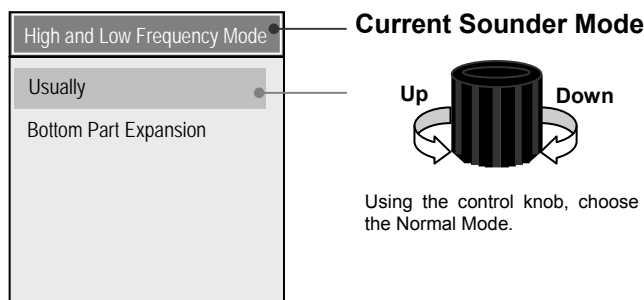 High and Low Frequency Mode
Usually
Bottom Part Expansion
Current Sounder Mode
Up
Down
Using the control knob, choose
the Normal Mode.